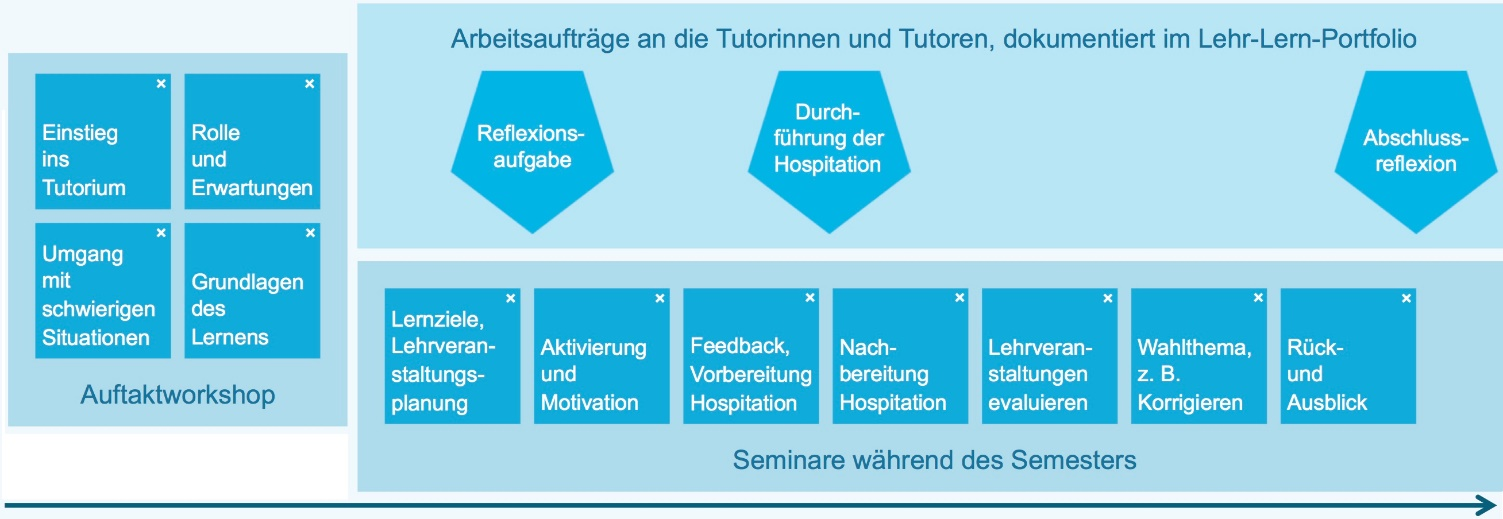 Arbeitsaufträge an die Tutorinnen und Tutoren, dokumentiert im Lehr-Lern-Portfolio
Einstieg
ins
Tutorium
Rolle
und
Erwartungen
Umgang
mit
schwierigen
Situationen
Grundlagen
des
Lernens
Auftaktworkshop
Reflexions-
aufgabe
Durch-
führung der
Hospitation
Abschluss-
reflexion
Lernziele,
Lehrveran-
staltungs-
planung
Aktivierung
und
Motivation
Feedback,
Vorbereitung
Hospitation
Nach-
bereitung
Hospitation
Lehrveran-
staltungen
evaluieren
Wahlthema,
z. B.
Korrigieren
Rück-
und
Ausblick
Seminare während des Semesters